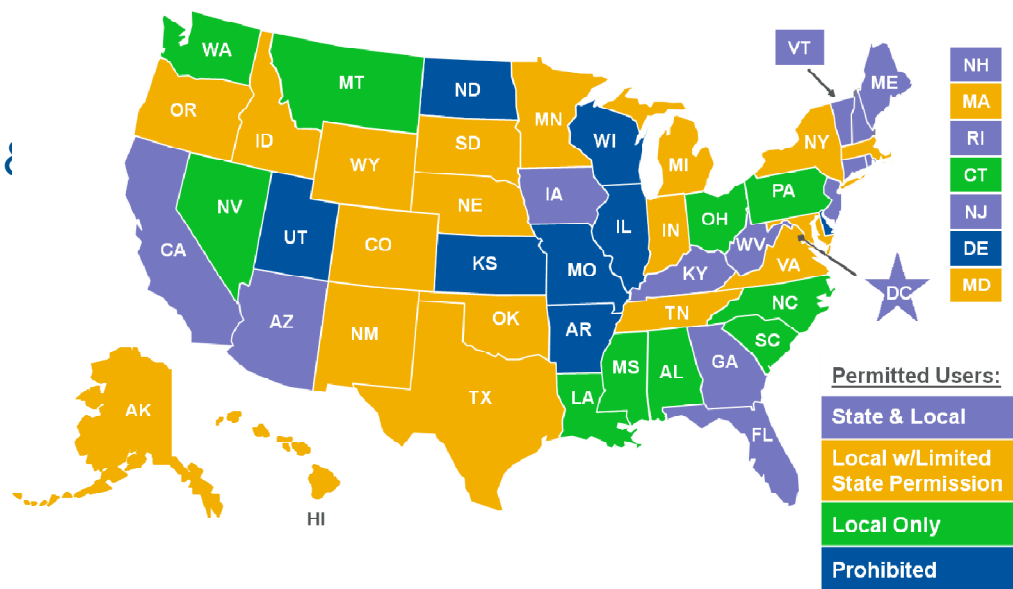 VT
WA
MT
ND
MN
ME
NH
OR
ID
WY
SD
WI
MI
NY
MA
RI
NV
UT
CO
NE
IA
IL
IN
OH
PA
CT
NJ
CA
KS
MO
KY
WV
VA
DE
DC
MD
AZ
NM
OK
AR
TN
NC
SC
TX
LA
MS
AL
GA
FL
AK
HI
Permitted Users:
State & Local
Local w/Limited
State Permission
Local Only
Prohibited